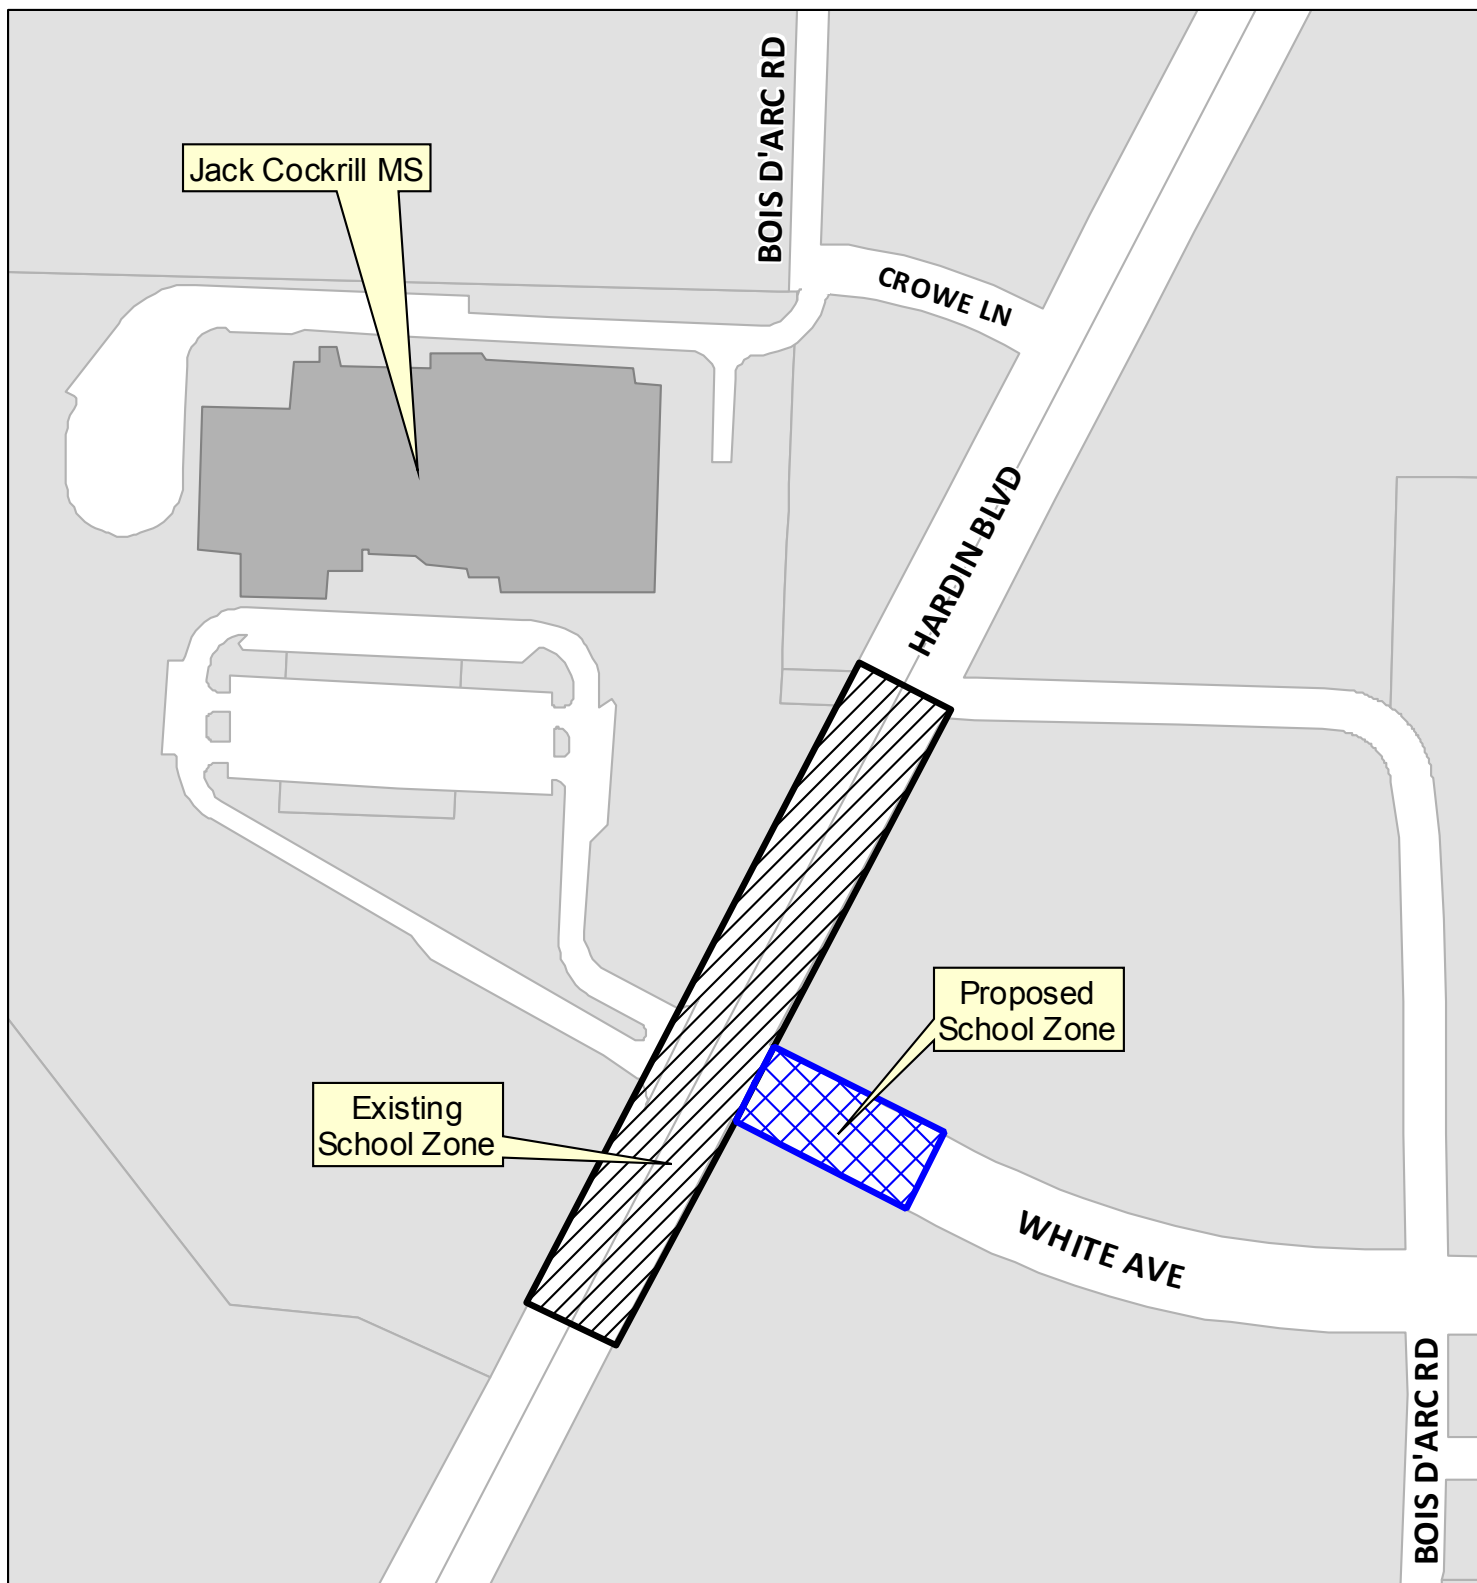 BOIS D'ARC RD
Jack Cockrill MS
CROWE LN
HARDIN BLVD
Proposed
School Zone
Existing
School Zone
WHITE AVE
BOIS D'ARC RD